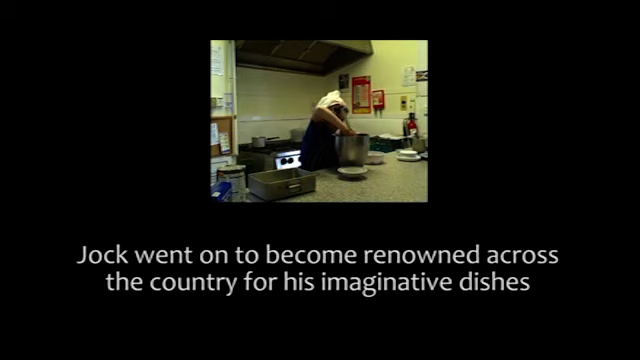 Jock went on to become renowned across
the country for his imaginative dishes